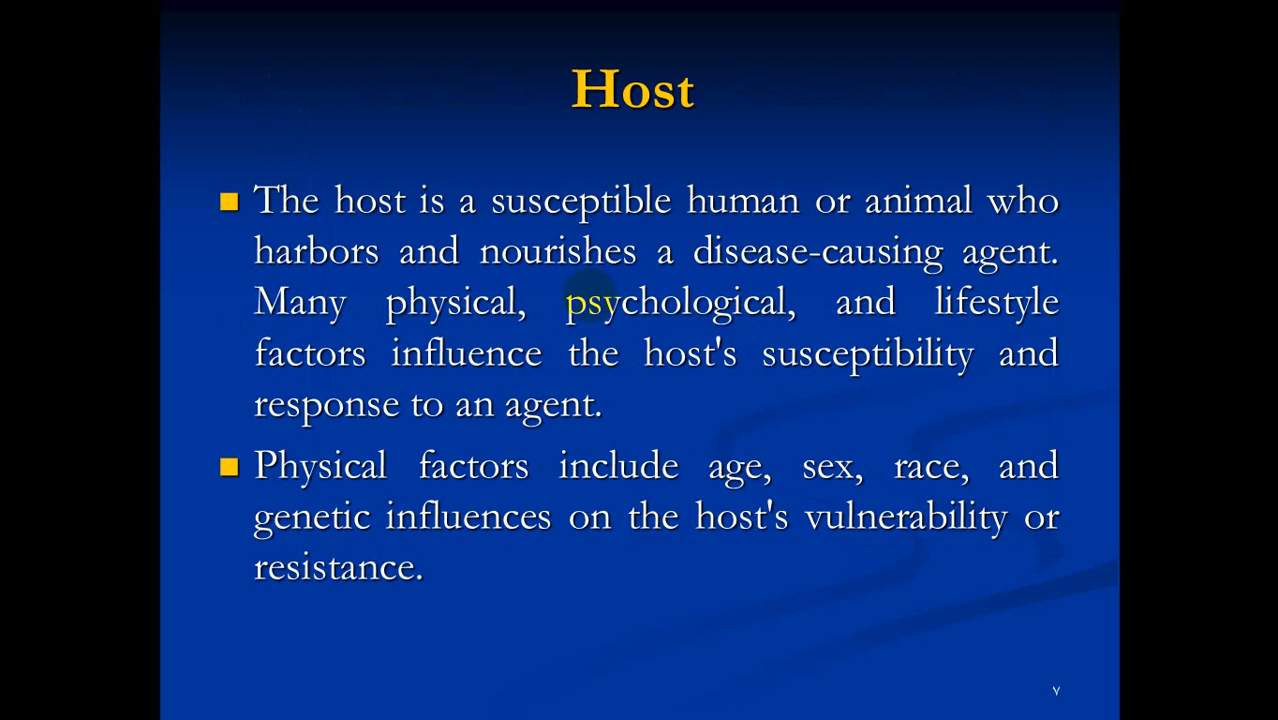 Host
The host is a susceptible human or animal who
harbors and nourishes a disease-causing agent.
Many physical, psychological, and lifestyle
factors influence the host's susceptibility and
response to an agent.
Physical factors include age, sex, race, and
genetic influences on the host's vulnerability or
resistance.
٧